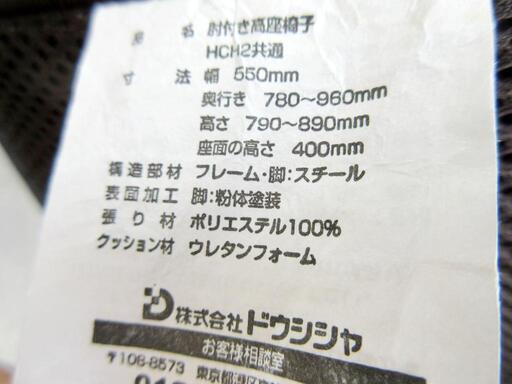 品 名 肘付き高座椅子
HCH2共通
寸 法 幅 550mm
奥行き 780~960mm
高さ 790~890mm
座面の高さ 400mm
構造部材 フレーム・脚:スチール
表面加工 脚:粉体塗装
張り材 ポリエステル100%
クッション材 ウレタンフォーム
株式会社ドウシシャ
お客様相談室
〒108-8573 東京都港区